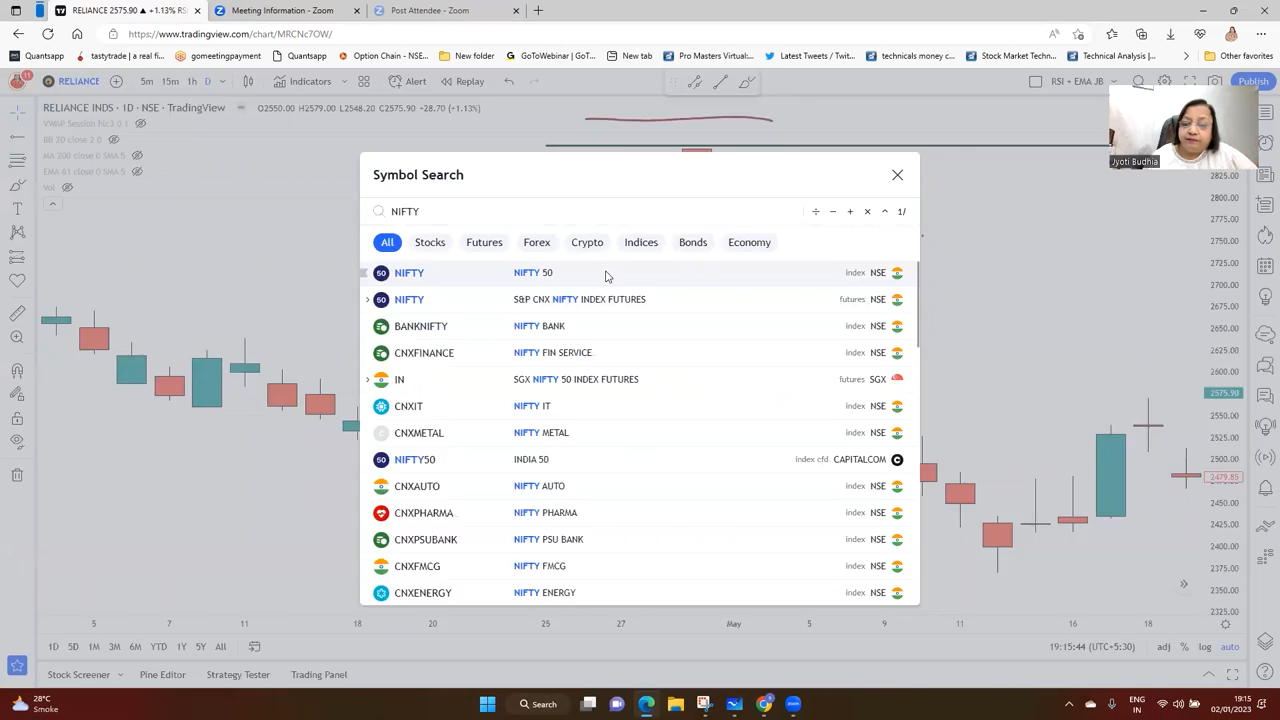 RELIANCE 2575.90 ▲ +1.13% RS
Meeting Information - Zoom
Post Attendee - Zoom
https://www.tradingview.com/chart/MRCNc7OW/
Quantsapp
tastytrade | a real fi...
gomeetingpayment
Quantsapp
Option Chain - NSE...
New folder
GoToWebinar | GoT...
New tab
Pro Masters Virtual:...
Latest Tweets / Twit...
technicals money c...
Stock Market Techn...
Technical Analysis |...
Other favorites
11
RELIANCE
5m 15m 1h D
Indicators
Alert
Replay
RSI + EMA JB
Publish
RELIANCE INDS · 1D · NSE · TradingView
O2550.00 H2579.00 L2548.20 C2575.90 +28.70 (+1.13%)
BB 20 close 2 0
MA 200 close 0 SMA 5
EMA 61 close 0 SMA 5
Vol
Jyoti Budhia
Symbol Search
NIFTY
÷ − + × ^ 1/
All Stocks Futures Forex Crypto Indices Bonds Economy
50 NIFTY NIFTY 50 index NSE
50 NIFTY S&P CNX NIFTY INDEX FUTURES futures NSE
BANKNIFTY NIFTY BANK index NSE
CNXFINANCE NIFTY FIN SERVICE index NSE
IN SGX NIFTY 50 INDEX FUTURES futures SGX
CNXIT NIFTY IT index NSE
C CNXMETAL NIFTY METAL index NSE
50 NIFTY50 INDIA 50 index cfd CAPITALCOM
CNXAUTO NIFTY AUTO index NSE
CNXPHARMA NIFTY PHARMA index NSE
CNXPSUBANK NIFTY PSU BANK index NSE
CNXFMCG NIFTY FMCG index NSE
CNXENERGY NIFTY ENERGY index NSE
2825.00
2800.00
2775.00
2750.00
2725.00
2700.00
2675.00
2650.00
2625.00
2600.00
2575.90
2550.00
2525.00
2500.00
2479.85
2450.00
2425.00
2400.00
2375.00
2350.00
2325.00
5 7 11 18 20 25 27 May 5 9 11 16 18
1D 5D 1M 3M 6M YTD 1Y 5Y All
19:15:44 (UTC+5:30)
adj % log auto
Stock Screener
Pine Editor
Strategy Tester
Trading Panel
28°C
Smoke
Search
ENG
IN
19:15
02/01/2023